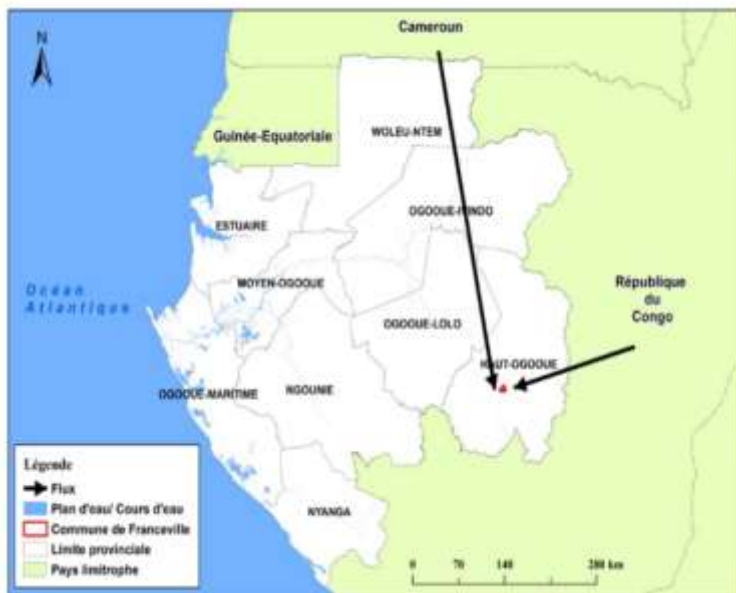 Cameroun
N
Guinée-Equatoriale
WOLEU-NTEM
OGOOUE-IVINDO
ESTUAIRE
MOYEN-OGOOUE
République
du
Congo
Océan
Atlantique
OGOOUE-LOLO
HAUT-OGOOUE
OGOOUE-MARITIME
NGOUNIE
NYANGA
Légende
Flux
Plan d'eau/ Cours d'eau
Commune de Franceville
Limite provinciale
Pays limitrophe
0 70 140 280 km